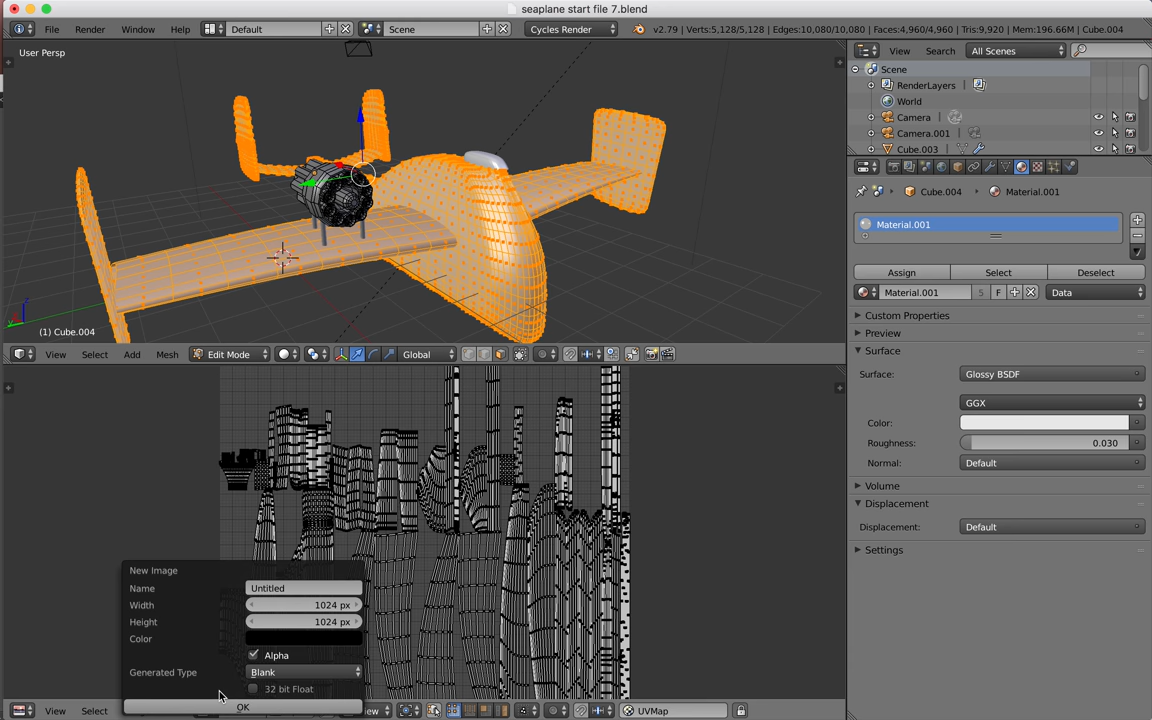 seaplane start file 7.blend
File Render Window Help Default Scene Cycles Render v2.79 | Verts:5,128/5,128 | Edges:10,080/10,080 | Faces:4,960/4,960 | Tris:9,920 | Mem:196.66M | Cube.004
User Persp
(1) Cube.004
View Select Add Mesh Edit Mode Global
View Search All Scenes
Scene
RenderLayers
World
Camera
Camera.001
Cube.003
Cube.004 Material.001
Material.001
Assign Select Deselect
Material.001 5 F Data
Custom Properties
Preview
Surface
Surface: Glossy BSDF
GGX
Color:
Roughness: 0.030
Normal: Default
Volume
Displacement
Displacement: Default
Settings
New Image
Name Untitled
Width 1024 px
Height 1024 px
Color
Alpha
Generated Type Blank
32 bit Float
OK
View Select UVMap